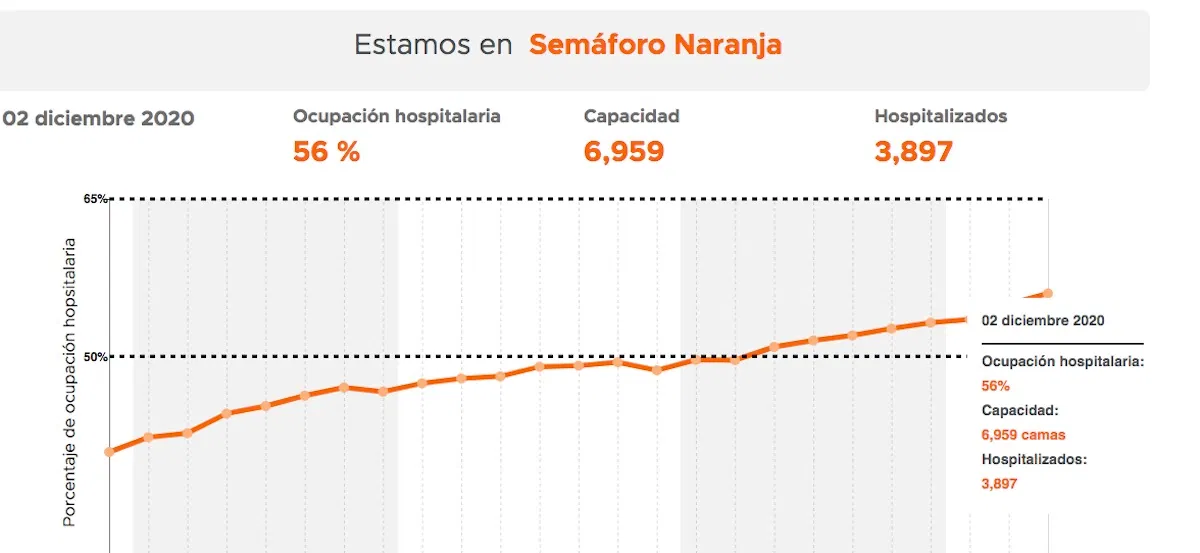 Estamos en Semáforo Naranja
02 diciembre 2020
Ocupación hospitalaria
56 %
Capacidad
6,959
Hospitalizados
3,897
65%
50%
Porcentaje de ocupación hopsitalaria
02 diciembre 2020
Ocupación hospitalaria:
56%
Capacidad:
6,959 camas
Hospitalizados:
3,897